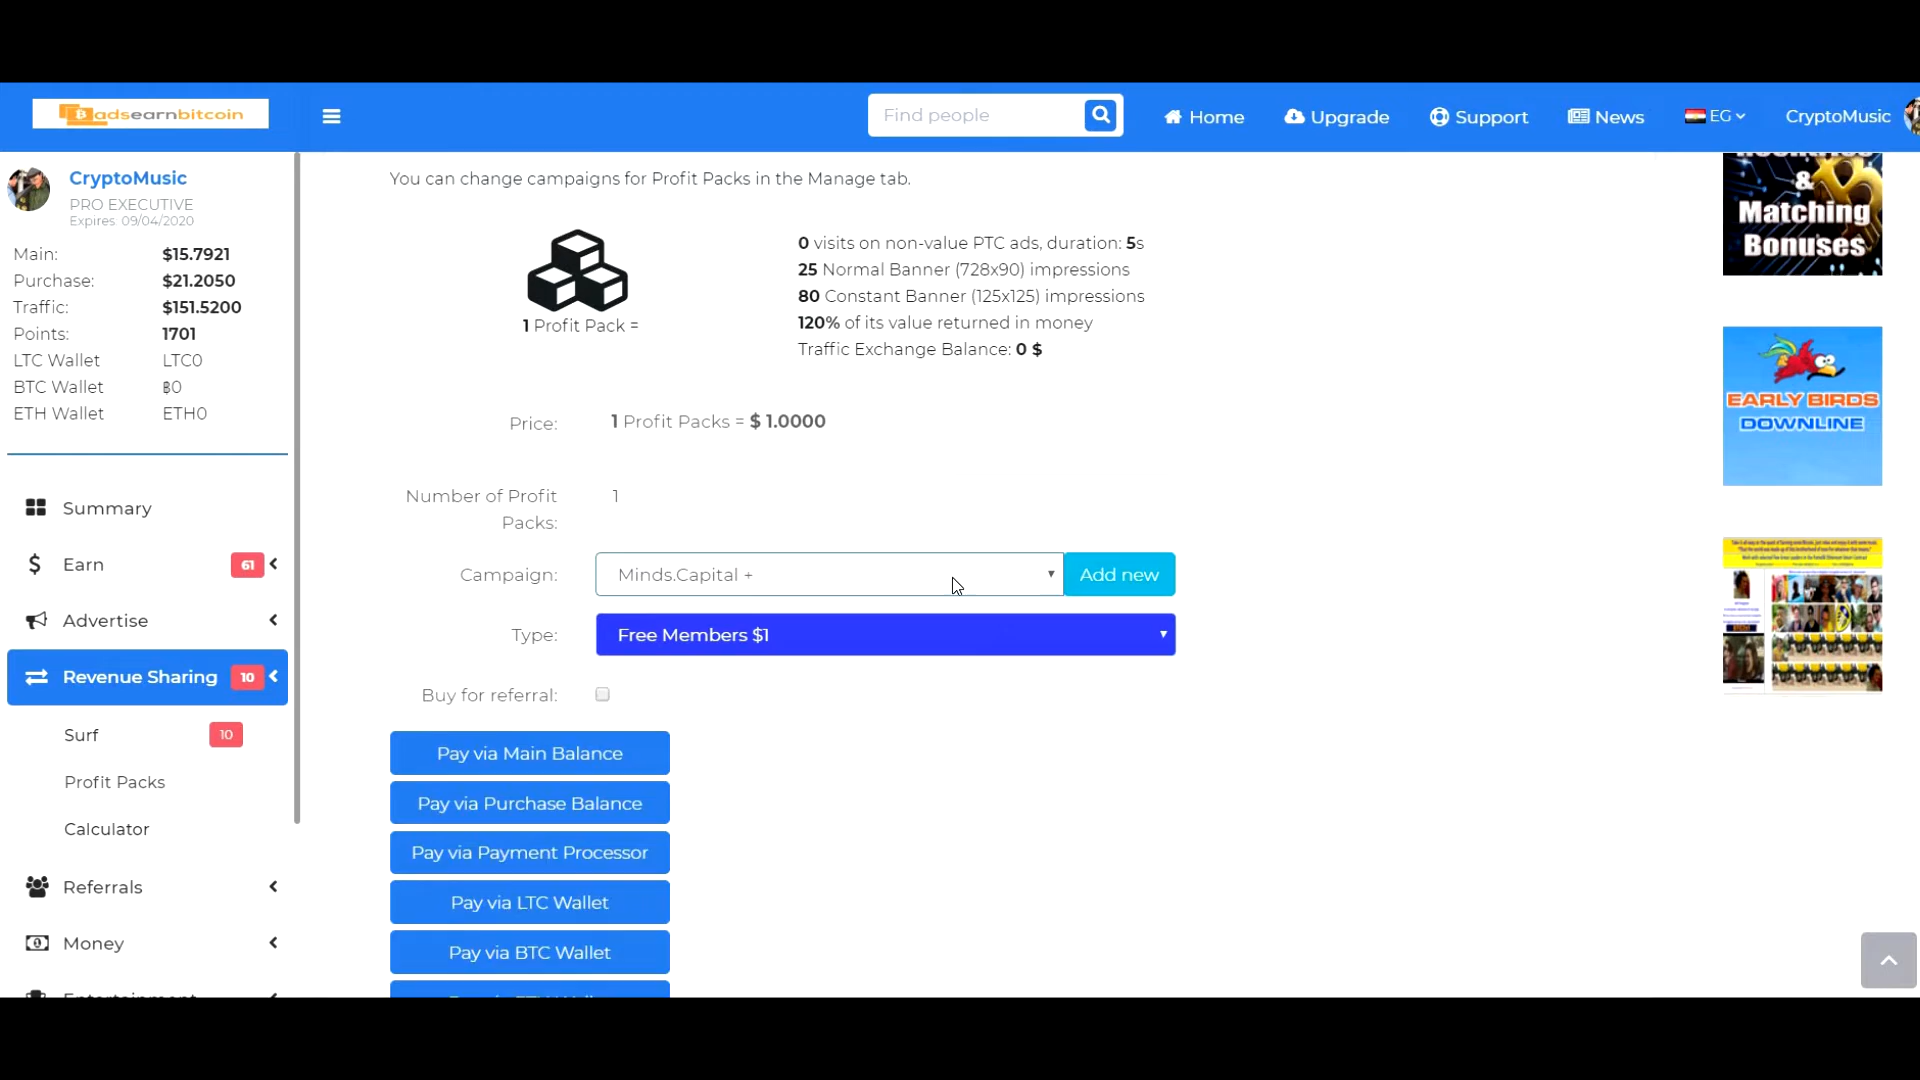 adsearnbitcoin
Find people
Home
Upgrade
Support
News
EG
CryptoMusic
CryptoMusic
PRO EXECUTIVE
Expires: 09/04/2020
Main: $15.7921
Purchase: $21.2050
Traffic: $151.5200
Points: 1701
LTC Wallet LTC0
BTC Wallet ฿0
ETH Wallet ETH0
Summary
Earn 61
Advertise
Revenue Sharing 10
Surf 10
Profit Packs
Calculator
Referrals
Money
You can change campaigns for Profit Packs in the Manage tab.
1 Profit Pack =
0 visits on non-value PTC ads, duration: 5s
25 Normal Banner (728x90) impressions
80 Constant Banner (125x125) impressions
120% of its value returned in money
Traffic Exchange Balance: 0 $
Price: 1 Profit Packs = $ 1.0000
Number of Profit
Packs: 1
Campaign: Minds.Capital + Add new
Type: Free Members $1
Buy for referral:
Pay via Main Balance
Pay via Purchase Balance
Pay via Payment Processor
Pay via LTC Wallet
Pay via BTC Wallet
&
Matching
Bonuses
EARLY BIRDS
DOWNLINE